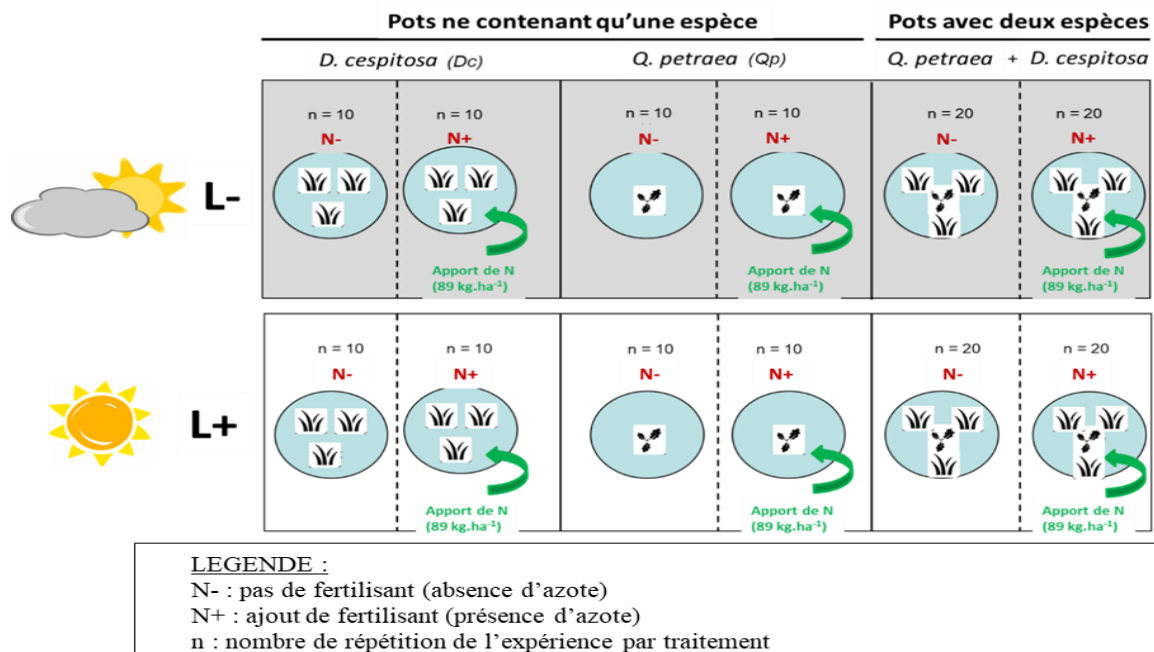 Pots ne contenant qu'une espèce
Pots avec deux espèces
D. cespitosa (Dc)
Q. petraea (Qp)
Q. petraea + D. cespitosa
L-
n = 10
N-
n = 10
N+
Apport de N
(89 kg.ha⁻¹)
n = 10
N-
n = 10
N+
Apport de N
(89 kg.ha⁻¹)
n = 20
N-
n = 20
N+
Apport de N
(89 kg.ha⁻¹)
L+
n = 10
N-
n = 10
N+
Apport de N
(89 kg.ha⁻¹)
n = 10
N-
n = 10
N+
Apport de N
(89 kg.ha⁻¹)
n = 20
N-
n = 20
N+
Apport de N
(89 kg.ha⁻¹)
LEGENDE :
N- : pas de fertilisant (absence d'azote)
N+ : ajout de fertilisant (présence d'azote)
n : nombre de répétition de l'expérience par traitement